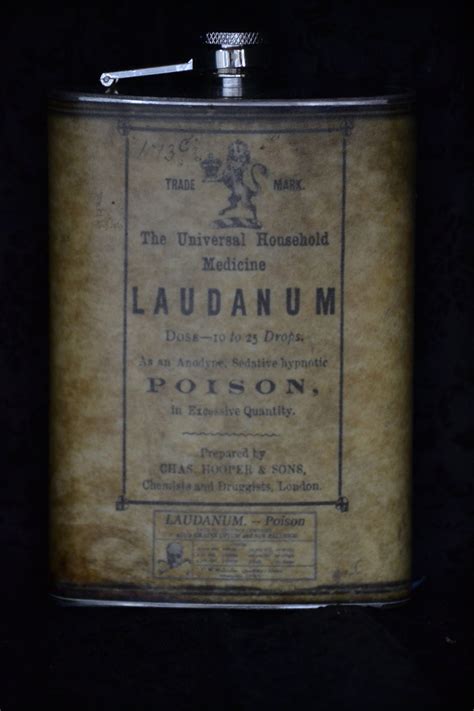 TRADE MARK.
The Universal Household
Medicine
LAUDANUM
DOSE—10 to 25 Drops.
As an Anodyne, Sedative hypnotic
POISON,
in Excessive Quantity.
Prepared by
CHAS. HOOPER & SONS,
Chemists and Druggists, London.
LAUDANUM. – Poison